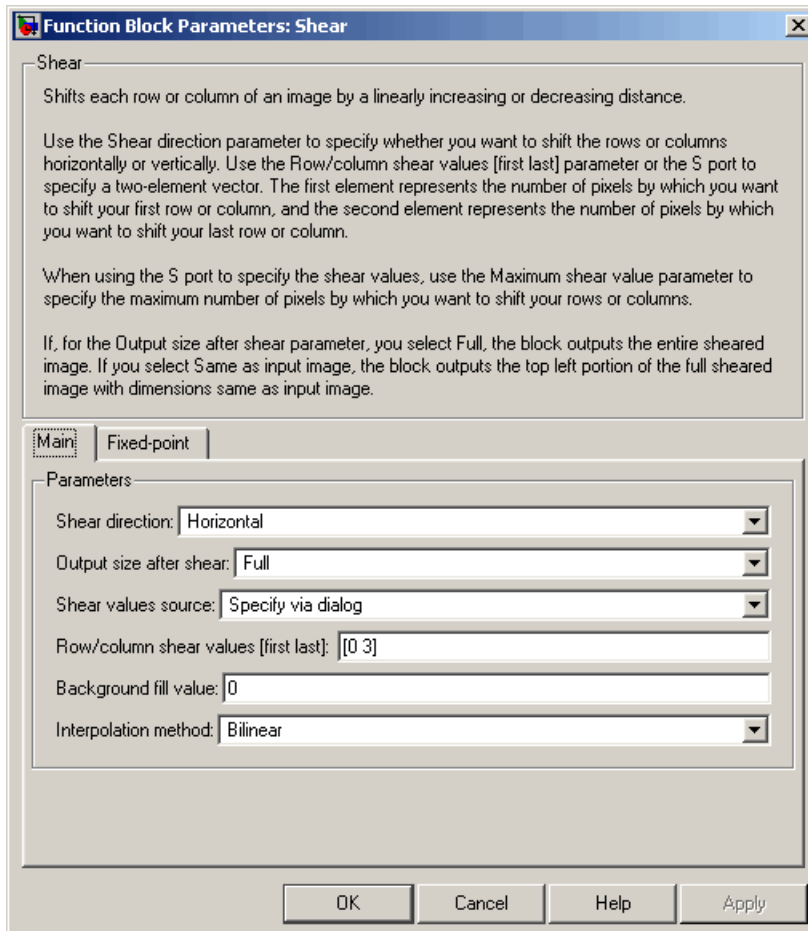 Function Block Parameters: Shear
Shear
Shifts each row or column of an image by a linearly increasing or decreasing distance.
Use the Shear direction parameter to specify whether you want to shift the rows or columns
horizontally or vertically. Use the Row/column shear values [first last] parameter or the S port to
specify a two-element vector. The first element represents the number of pixels by which you want
to shift your first row or column, and the second element represents the number of pixels by which
you want to shift your last row or column.
When using the S port to specify the shear values, use the Maximum shear value parameter to
specify the maximum number of pixels by which you want to shift your rows or columns.
If, for the Output size after shear parameter, you select Full, the block outputs the entire sheared
image. If you select Same as input image, the block outputs the top left portion of the full sheared
image with dimensions same as input image.
Main Fixed-point
Parameters
Shear direction: Horizontal
Output size after shear: Full
Shear values source: Specify via dialog
Row/column shear values [first last]: [0 3]
Background fill value: 0
Interpolation method: Bilinear
OK Cancel Help Apply